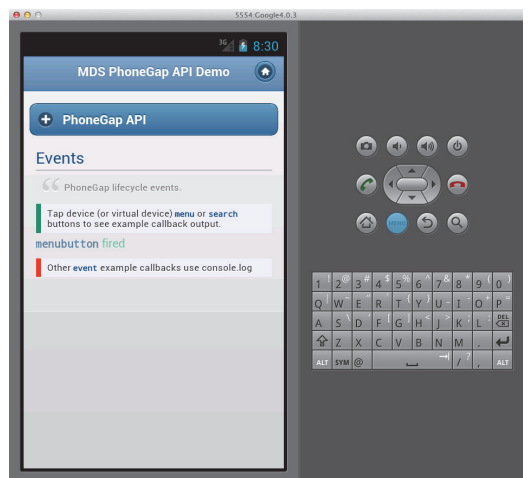 5554:Google4.0.3
3G 8:30
MDS PhoneGap API Demo
PhoneGap API
Events
PhoneGap lifecycle events.
Tap device (or virtual device) menu or search
buttons to see example callback output.
menubutton fired
Other event example callbacks use console.log
MENU
1 ! 2 @ 3 # 4 $ 5 % 6 ^ 7 & 8 * 9 ( 0 )
Q W E R T { Y } U - I - O + P =
A S \ D ' F [ G ] H < J > K ; L : DEL
Z X C V B N M .
ALT SYM @ / ? , ALT